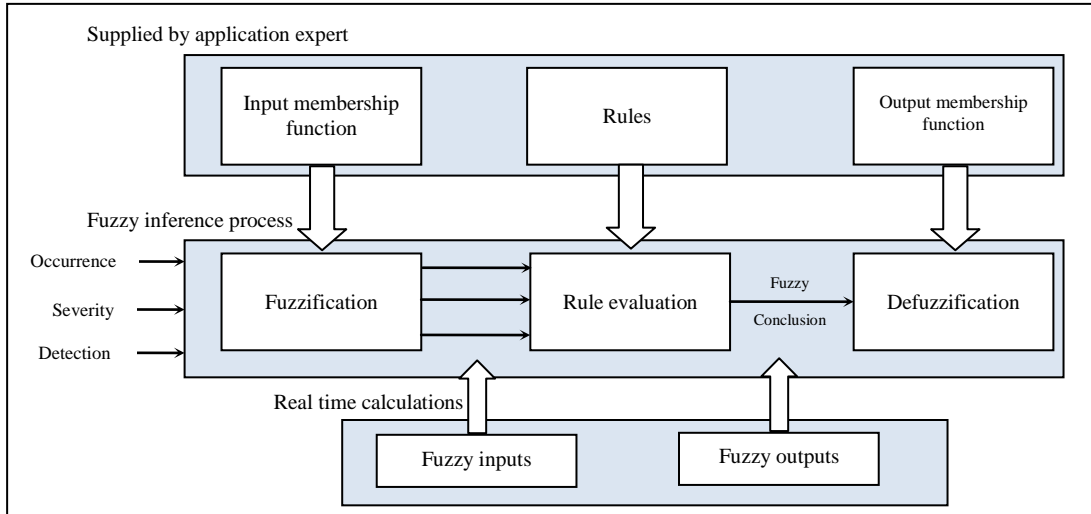 Supplied by application expert
Input membership
function
Rules
Output membership
function
Fuzzy inference process
Occurrence
Severity
Detection
Fuzzification
Rule evaluation
Fuzzy
Conclusion
Defuzzification
Real time calculations
Fuzzy inputs
Fuzzy outputs